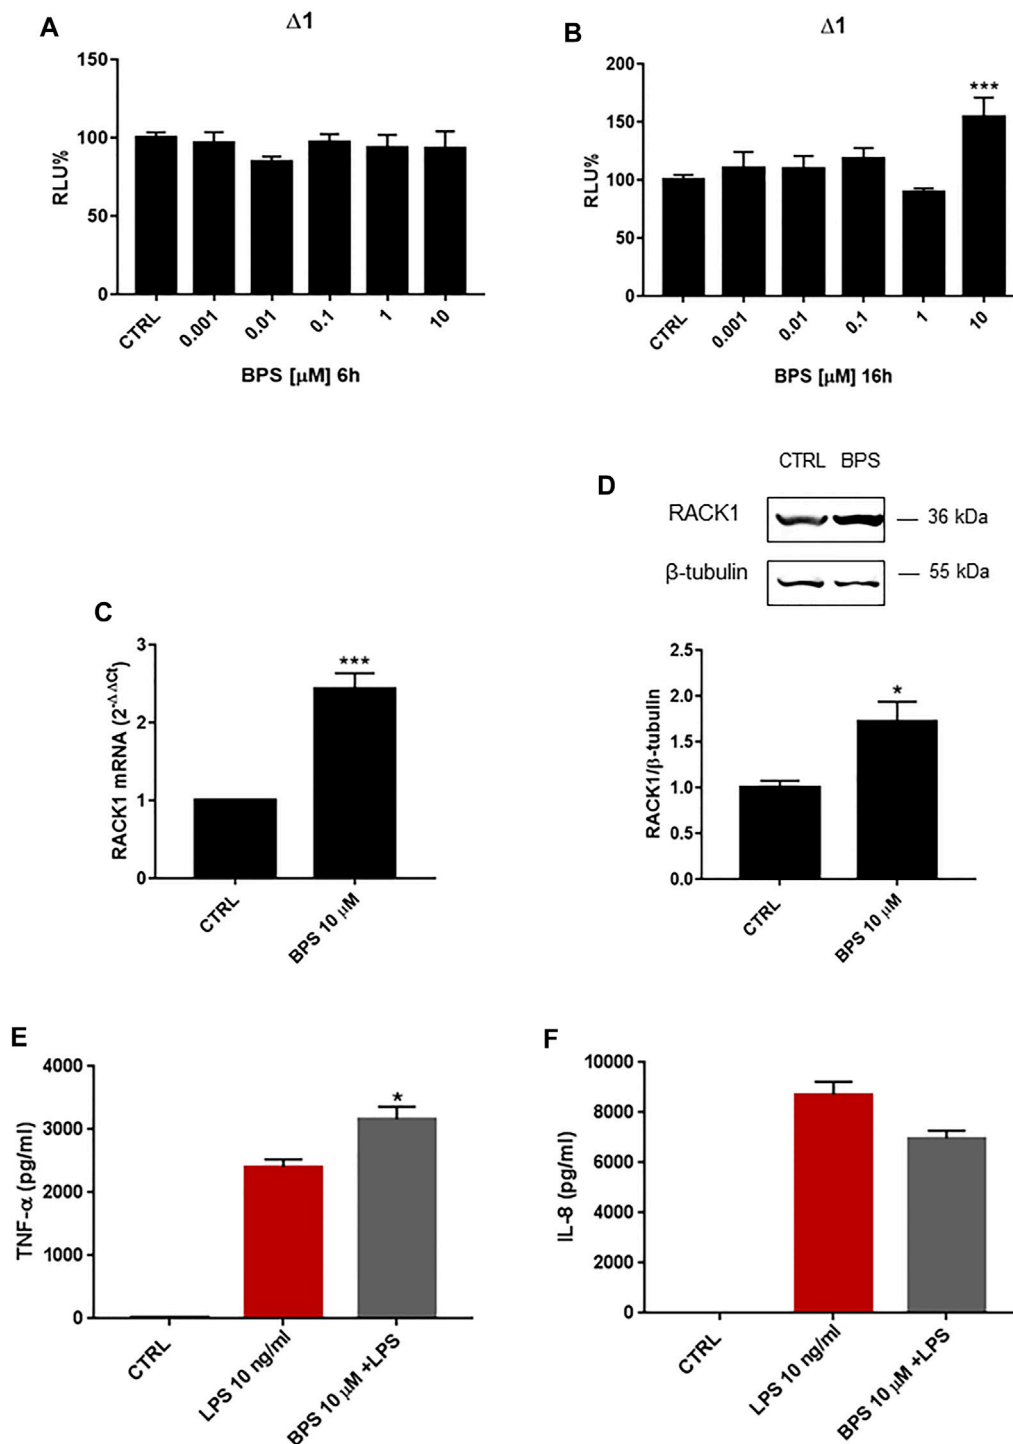 A
Δ1
RLU%
150
100
50
0
CTRL
0.001
0.01
0.1
1
10
BPS [μM] 6h
B
Δ1
RLU%
200
150
100
50
0
***
CTRL
0.001
0.01
0.1
1
10
BPS [μM] 16h
C
RACK1 mRNA (2^-ΔΔCt)
3
2
1
0
***
CTRL
BPS 10 μM
D
CTRL BPS
RACK1
36 kDa
β-tubulin
55 kDa
RACK1/β-tubulin
2.5
2.0
1.5
1.0
0.5
0.0
*
CTRL
BPS 10 μM
E
TNF-α (pg/ml)
4000
3000
2000
1000
0
*
CTRL
LPS 10 ng/ml
BPS 10 μM +LPS
F
IL-8 (pg/ml)
10000
8000
6000
4000
2000
0
CTRL
LPS 10 ng/ml
BPS 10 μM +LPS